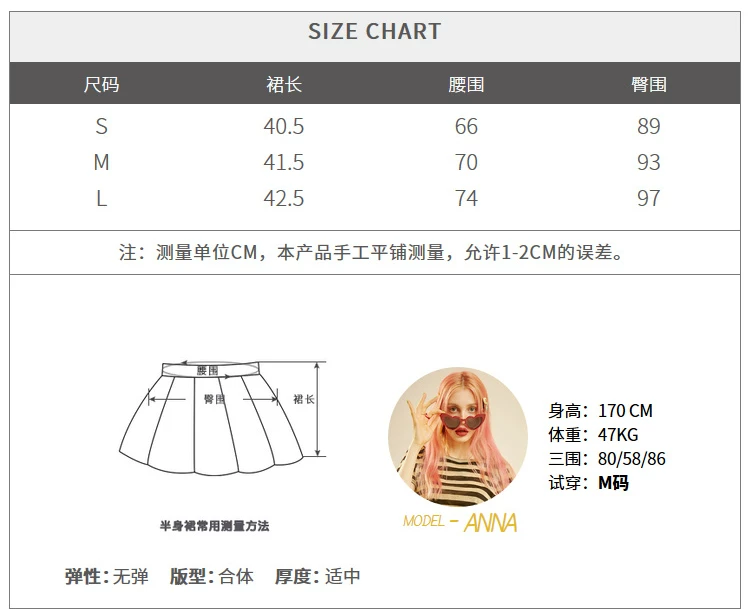 SIZE CHART
尺码 裙长 腰围 臀围
S 40.5 66 89
M 41.5 70 93
L 42.5 74 97
注：测量单位CM，本产品手工平铺测量，允许1-2CM的误差。
腰围
臀围
裙长
半身裙常用测量方法
MODEL - ANNA
身高：170 CM
体重：47KG
三围：80/58/86
试穿：M码
弹性：无弹 版型：合体 厚度：适中